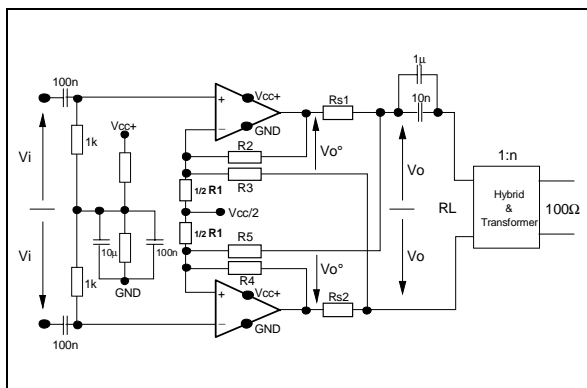 1µ
100n
Vcc+
Rs1
10n
+
Vcc+
−
GND
1:n
R2
Vo°
Vi
1k
R3
Vo
1/2 R1
Hybrid
&
Transformer
Vcc/2
RL
100Ω
1/2 R1
R5
Vi
10µ
100n
Vo
R4
Vo°
1k
GND
+
Vcc+
Rs2
−
GND
100n